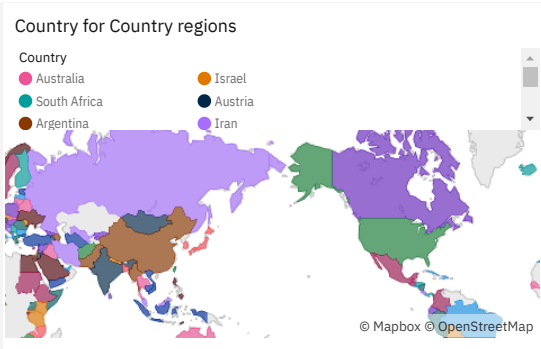 Country for Country regions
Country
Australia
Israel
South Africa
Austria
Argentina
Iran
© Mapbox © OpenStreetMap